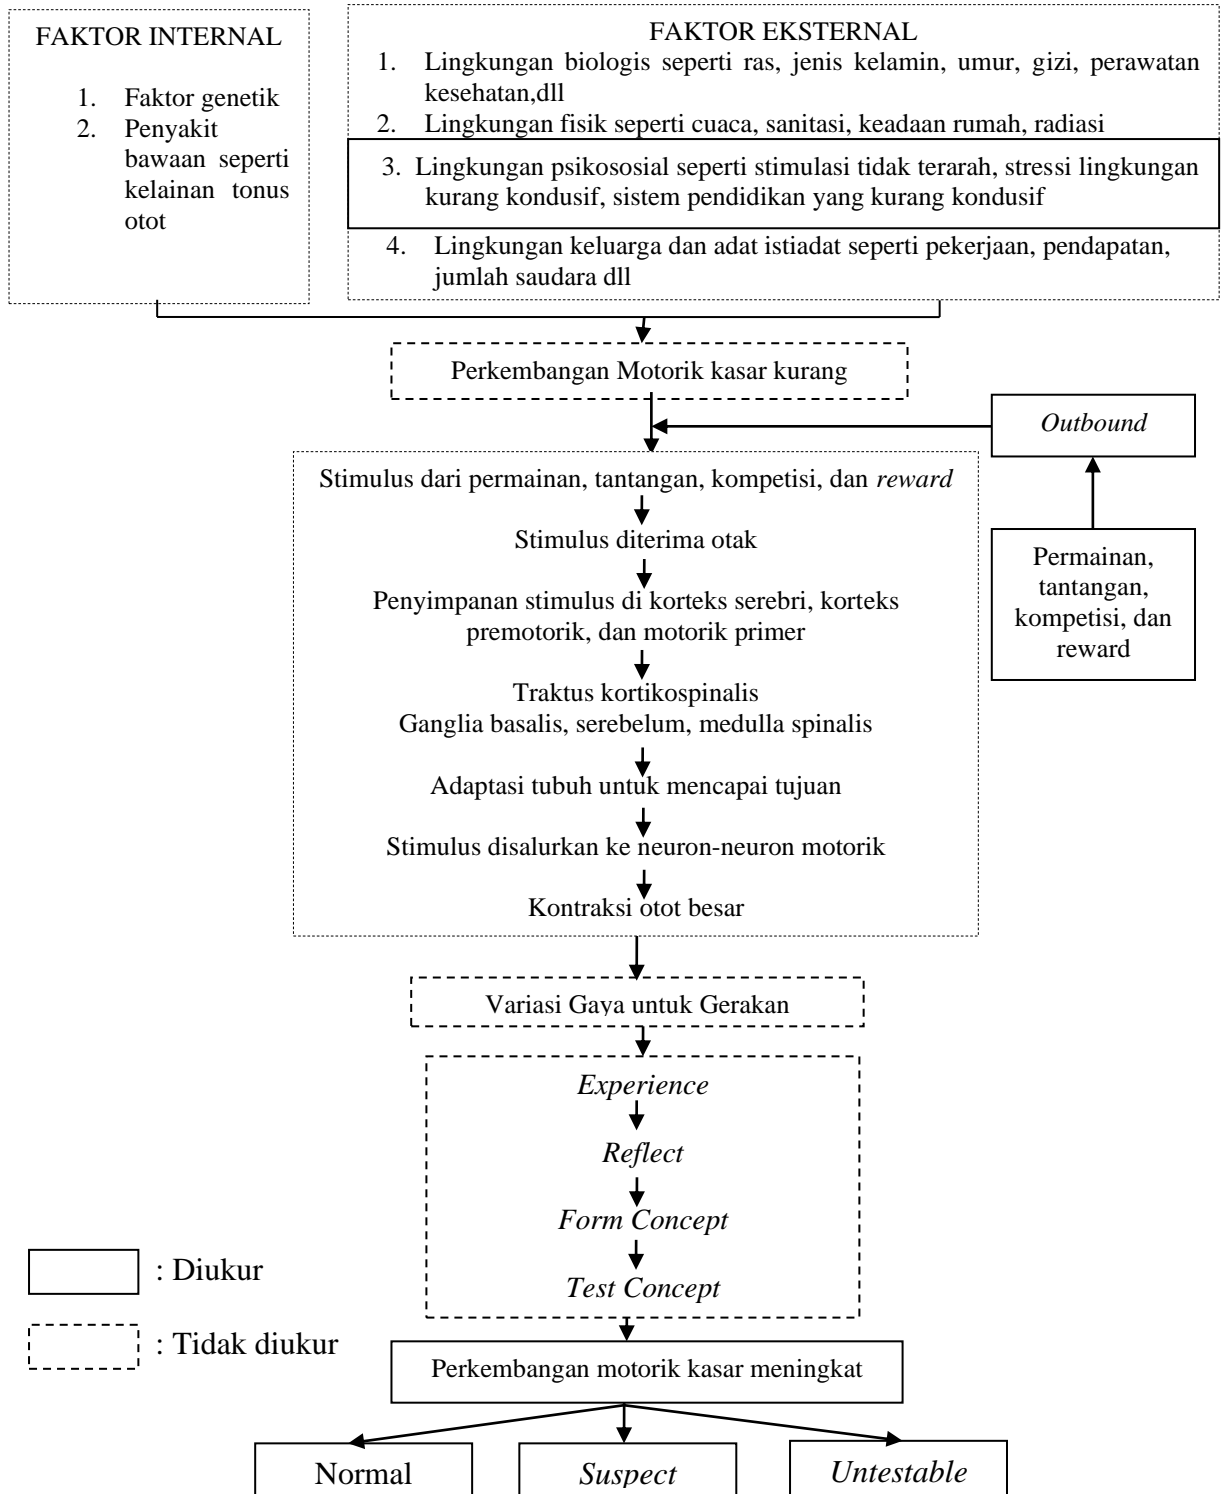 FAKTOR INTERNAL
1. Faktor genetik
2. Penyakit
bawaan seperti
kelainan tonus
otot
FAKTOR EKSTERNAL
1. Lingkungan biologis seperti ras, jenis kelamin, umur, gizi, perawatan
kesehatan,dll
2. Lingkungan fisik seperti cuaca, sanitasi, keadaan rumah, radiasi
3. Lingkungan psikososial seperti stimulasi tidak terarah, stressi lingkungan
kurang kondusif, sistem pendidikan yang kurang kondusif
4. Lingkungan keluarga dan adat istiadat seperti pekerjaan, pendapatan,
jumlah saudara dll
Perkembangan Motorik kasar kurang
Outbound
Permainan,
tantangan,
kompetisi, dan
reward
Stimulus dari permainan, tantangan, kompetisi, dan reward
Stimulus diterima otak
Penyimpanan stimulus di korteks serebri, korteks
premotorik, dan motorik primer
Traktus kortikospinalis
Ganglia basalis, serebelum, medulla spinalis
Adaptasi tubuh untuk mencapai tujuan
Stimulus disalurkan ke neuron-neuron motorik
Kontraksi otot besar
Variasi Gaya untuk Gerakan
Experience
Reflect
Form Concept
Test Concept
: Diukur
: Tidak diukur
Perkembangan motorik kasar meningkat
Normal
Suspect
Untestable